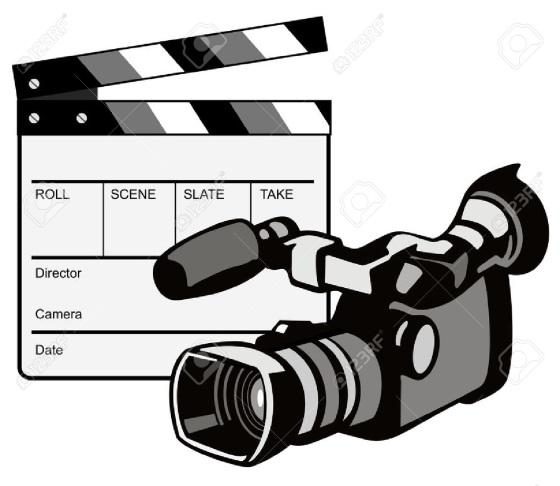 ROLL SCENE SLATE TAKE
Director
Camera
Date